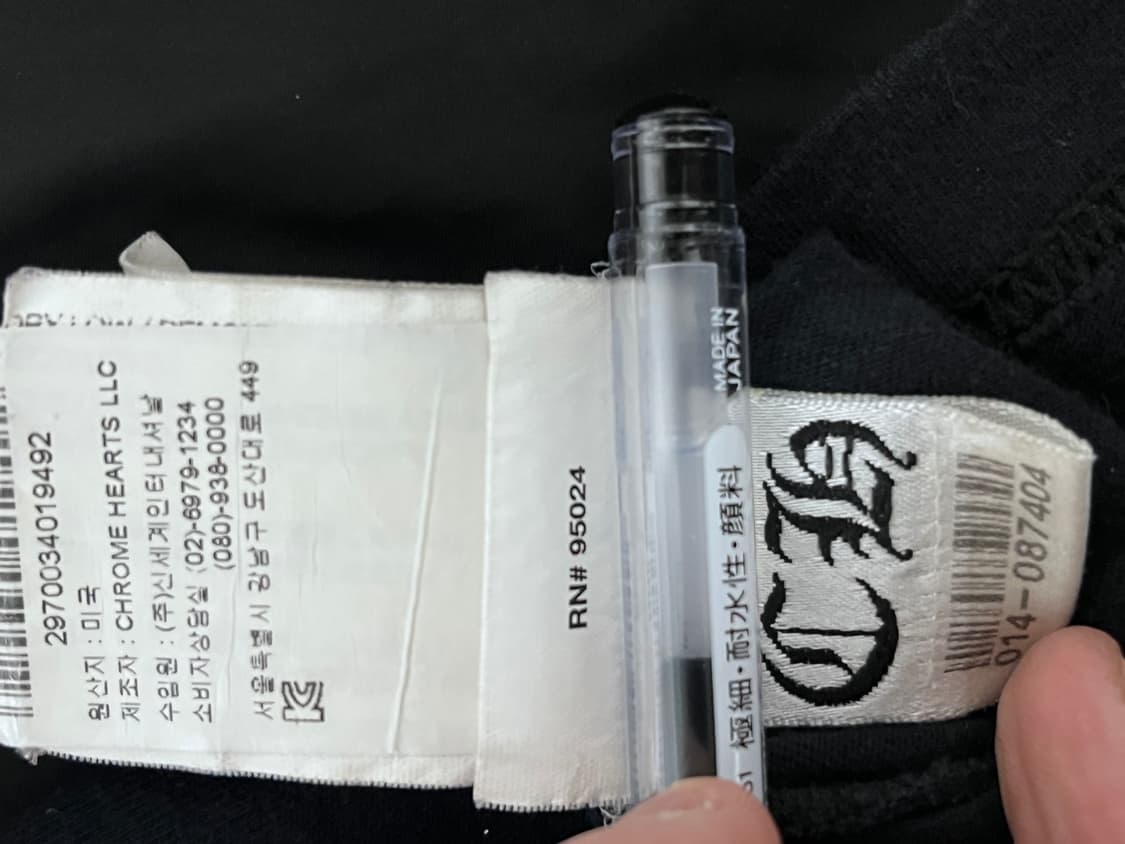 2970034019492
원산지 : 미국
제조자 : CHROME HEARTS LLC
수입원 : (주)신세계인터내셔날
소비자상담실 (02)-6979-1234
(080)-938-0000
서울특별시 강남구 도산대로 449
RN# 95024
MADE IN
JAPAN
極細・耐水性・顔料
CH
014-087404